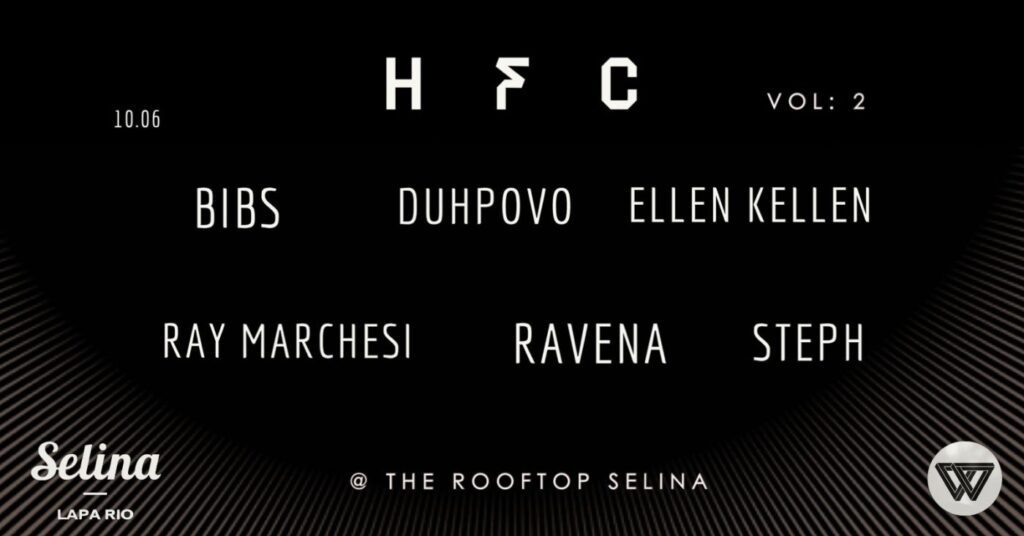 H F C
VOL: 2
10.06
BIBS DUHPOVO ELLEN KELLEN
RAY MARCHESI RAVENA STEPH
Selina
LAPA RIO
@ THE ROOFTOP SELINA